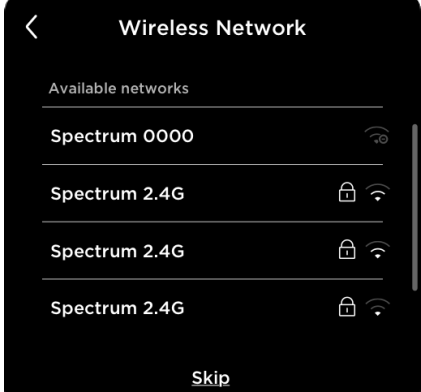 Wireless Network
Available networks
Spectrum 0000
Spectrum 2.4G
Spectrum 2.4G
Spectrum 2.4G
Skip